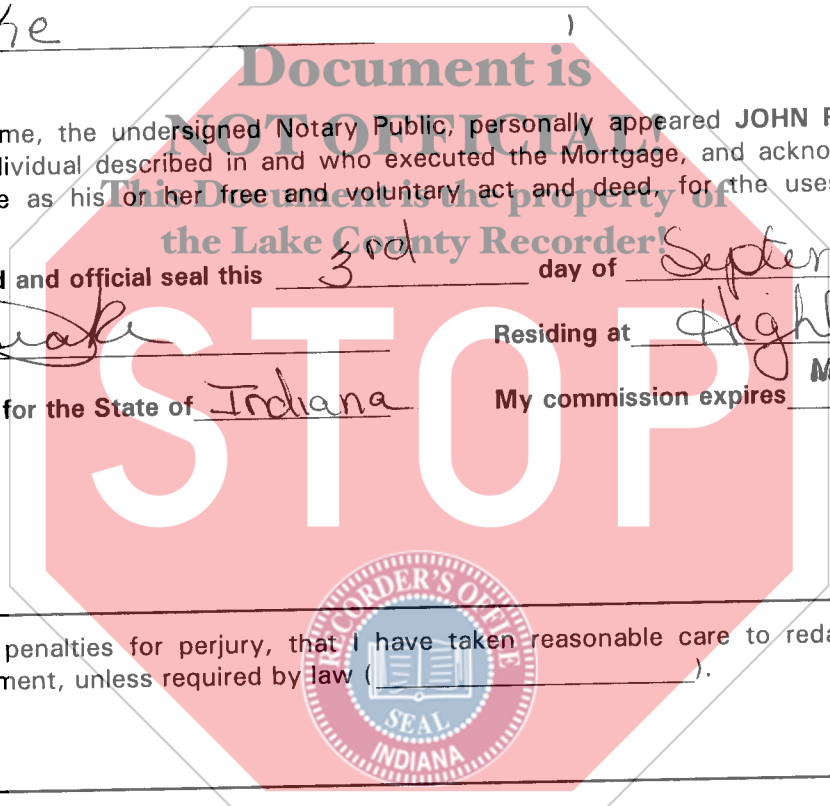 ke )
Document is
NOT OFFICIAL!
me, the undersigned Notary Public, personally appeared JOHN
dividual described in and who executed the Mortgage, and ackno
e as his or her free and voluntary act and deed, for the uses
This Document is the property of
the Lake County Recorder!
d and official seal this 3rd day of Septem
Residing at Highl
for the State of Indiana My commission expires
STOP
RECORDER'S OFFICE
penalties for perjury, that I have taken reasonable care to reda
ment, unless required by law ( ).
SEAL
INDIANA